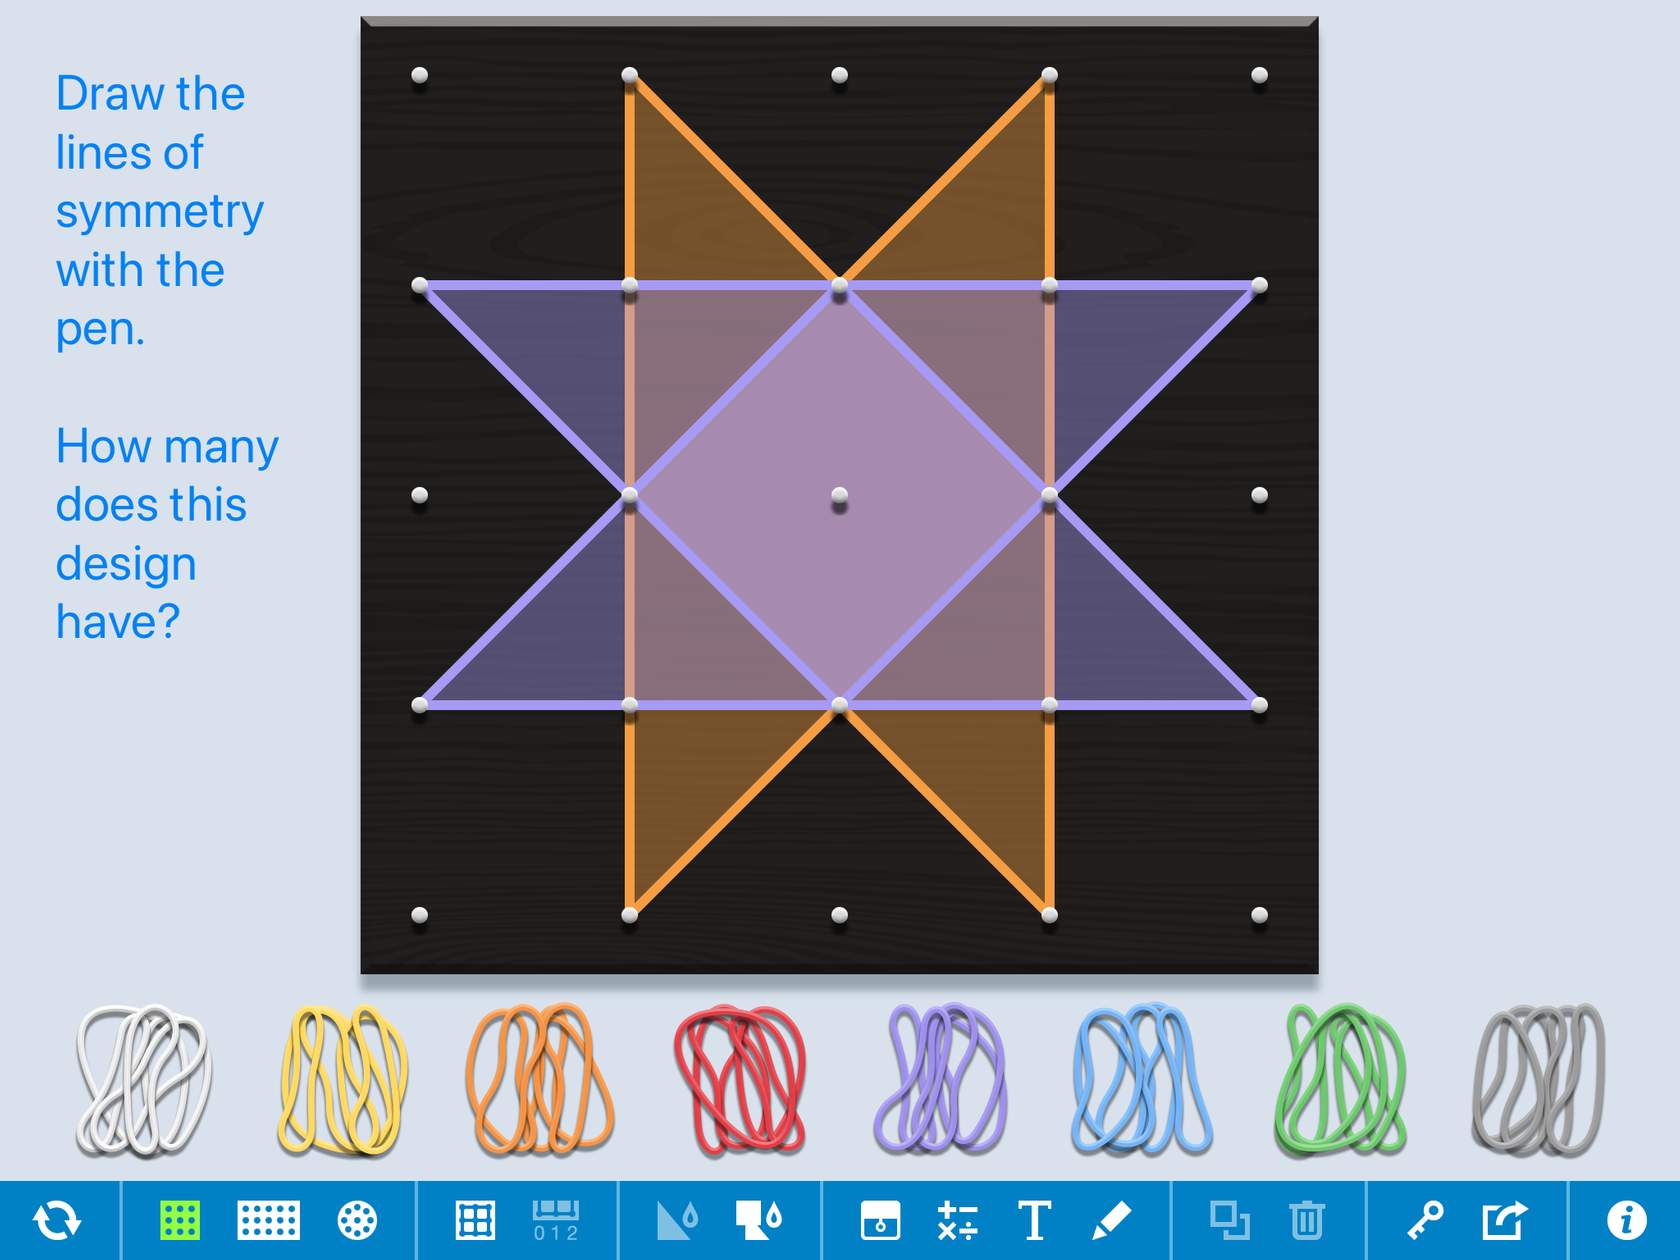 Draw the
lines of
symmetry
with the
pen.
How many
does this
design
have?
0 1 2
T
i